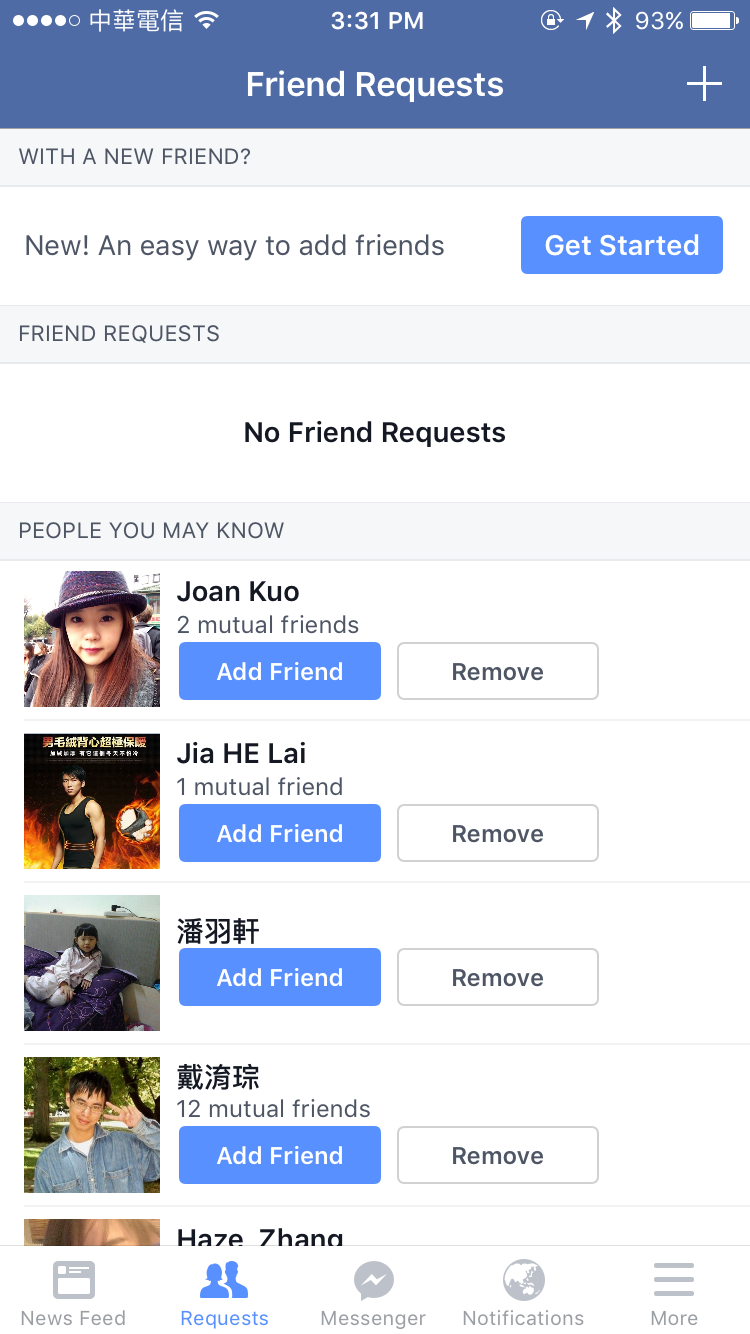 中華電信 3:31 PM 93%
Friend Requests
WITH A NEW FRIEND?
New! An easy way to add friends Get Started
FRIEND REQUESTS
No Friend Requests
PEOPLE YOU MAY KNOW
Joan Kuo
2 mutual friends
Add Friend Remove
男毛絨背心超極保暖
Jia HE Lai
1 mutual friend
Add Friend Remove
潘羽軒
Add Friend Remove
戴淯琮
12 mutual friends
Add Friend Remove
Haze Zhang
News Feed Requests Messenger Notifications More